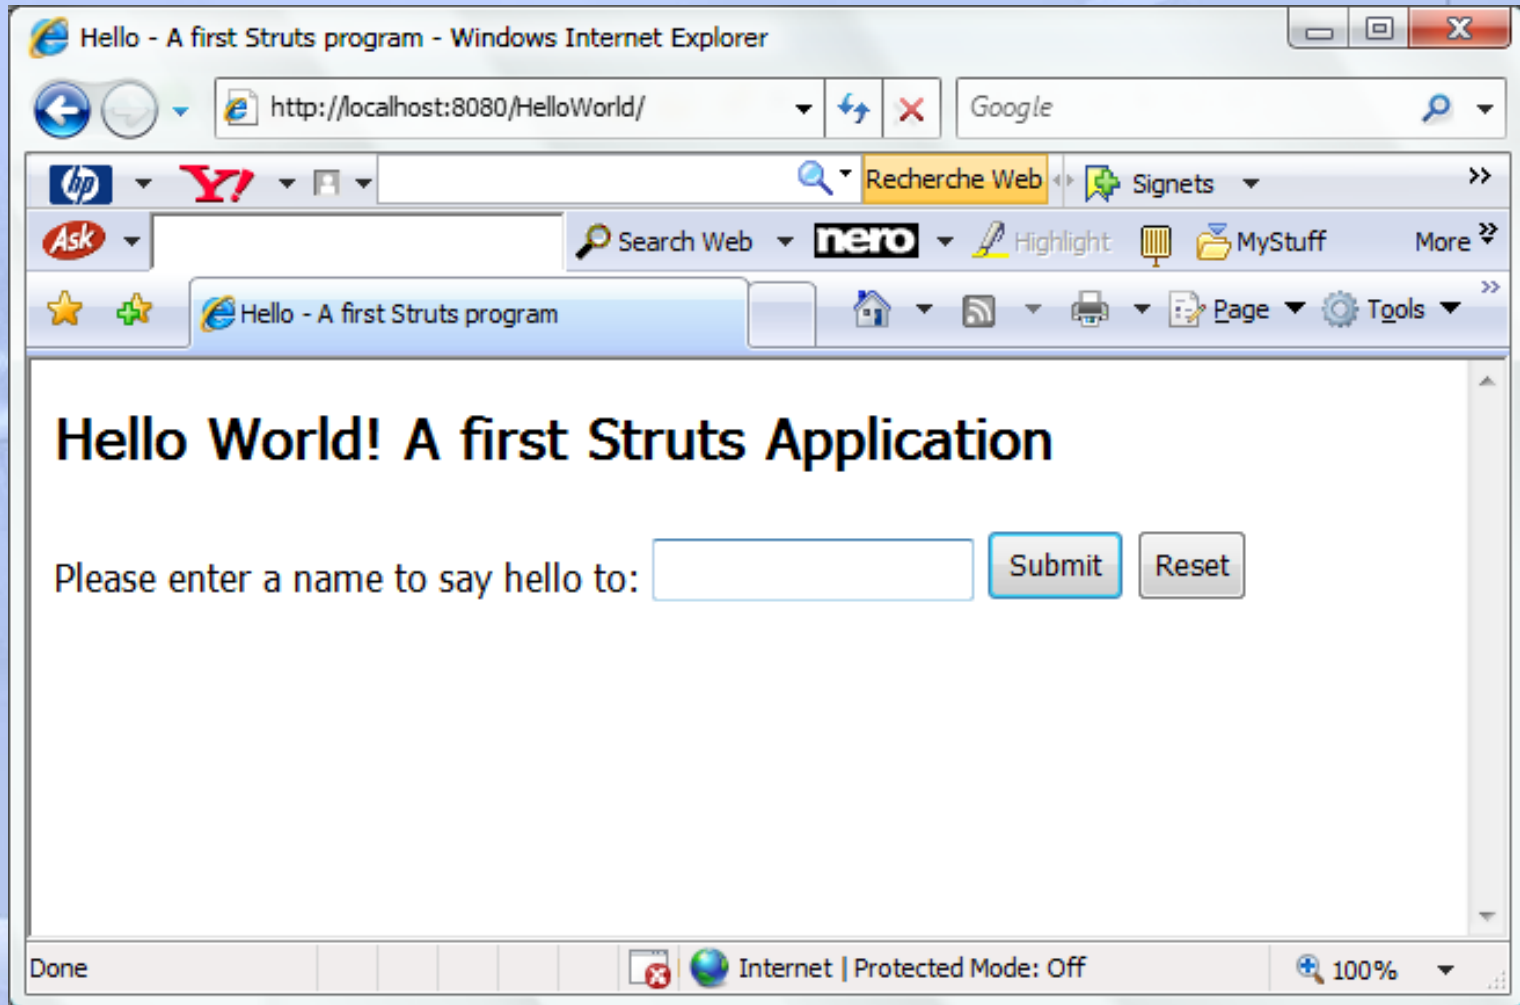 Hello - A first Struts program - Windows Internet Explorer
http://localhost:8080/HelloWorld/ Google
hp Y! Recherche Web Signets
Ask Search Web nero Highlight MyStuff More
Hello - A first Struts program Page Tools
Hello World! A first Struts Application
Please enter a name to say hello to: Submit Reset
Done Internet | Protected Mode: Off 100%